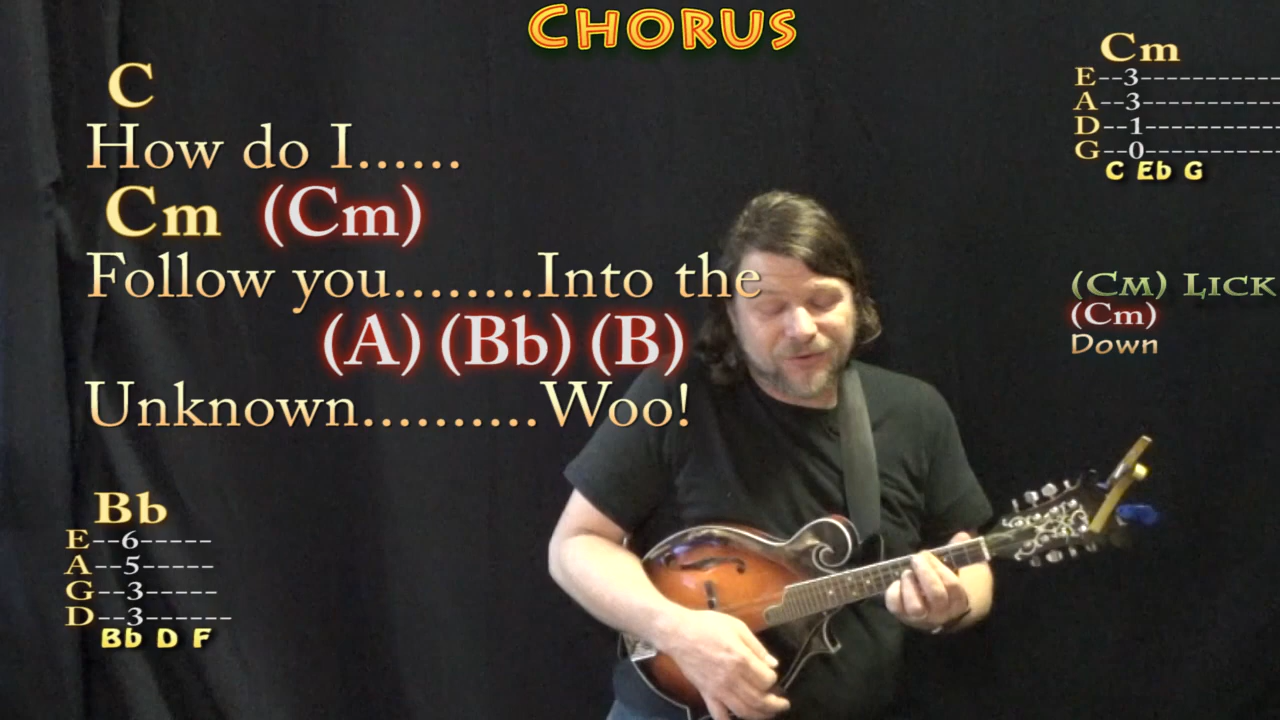 CHORUS
C
How do I......
Cm (Cm)
Follow you........Into the
(A) (Bb) (B)
Unknown..........Woo!
Bb
E--6-----
A--5-----
G--3-----
D--3------
Bb D F
Cm
E--3-----------
A--3-----------
D--1-----------
G--0-----------
C Eb G
(Cm) Lick
(Cm)
Down